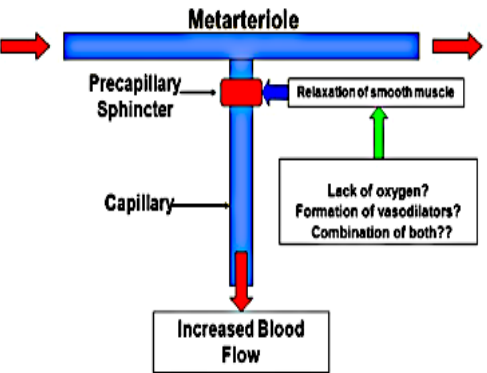 Metarteriole
Precapillary
Sphincter
Relaxation of smooth muscle
Capillary
Lack of oxygen?
Formation of vasodilators?
Combination of both??
Increased Blood
Flow